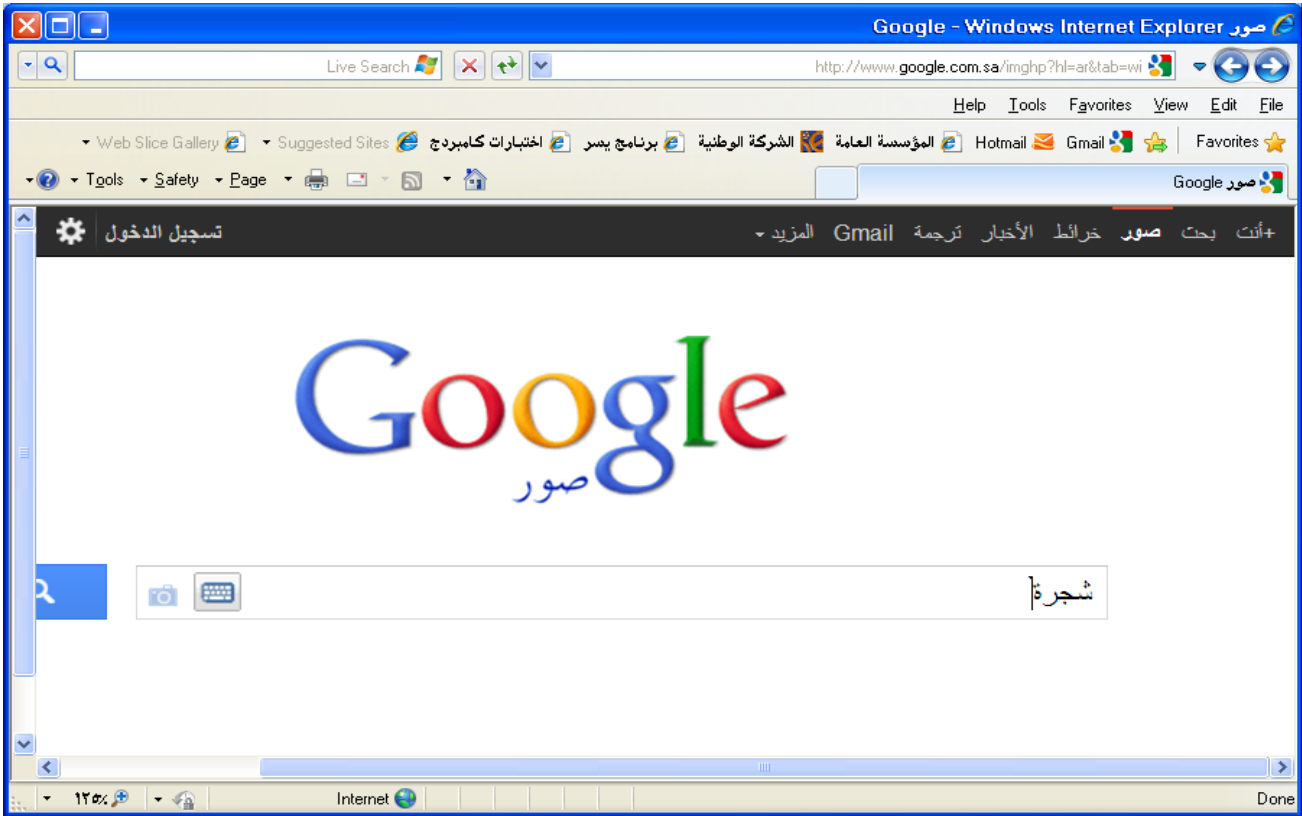 صور Google - Windows Internet Explorer
http://www.google.com.sa/imghp?hl=ar&tab=wi Live Search
File Edit View Favorites Tools Help
Favorites Gmail Hotmail المؤسسة العامة الشركة الوطنية برنامج يسر اختبارات كامبردج Suggested Sites Web Slice Gallery
صور Google Page Safety Tools
+أنت بحث صور خرائط الأخبار ترجمة Gmail المزيد تسجيل الدخول
Google
صور
شجرة
Done Internet ١٢٥٪